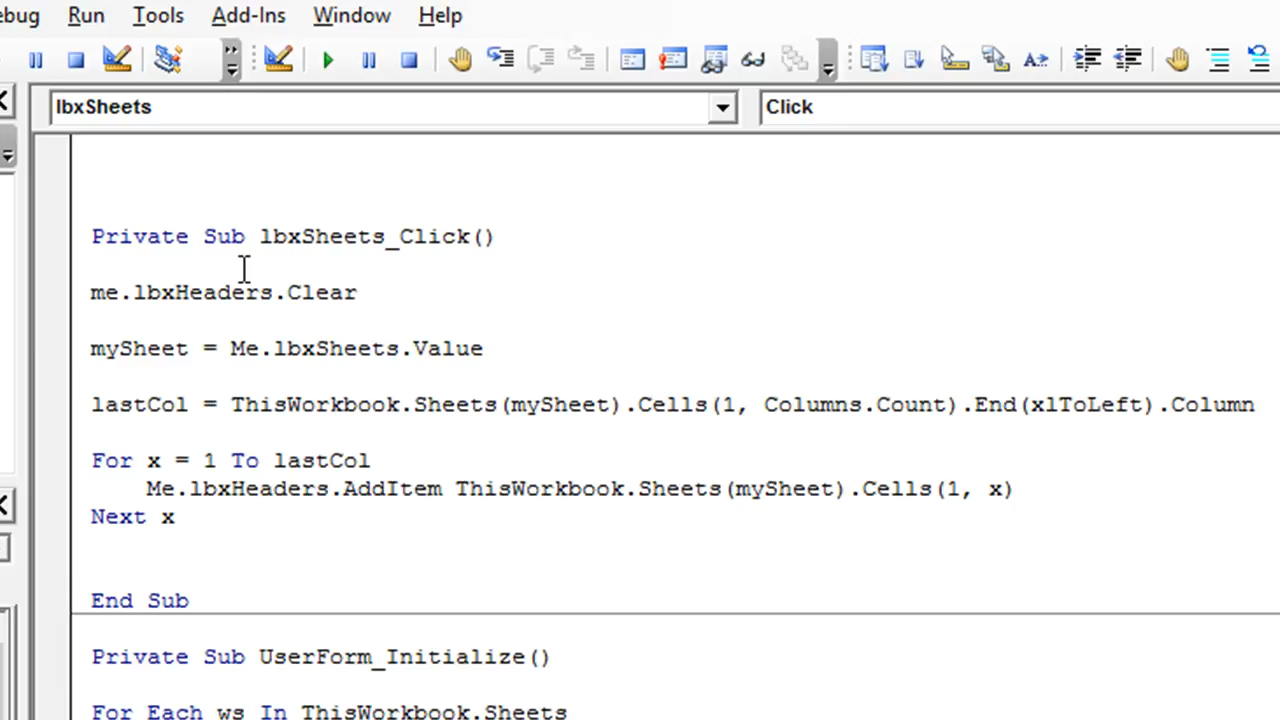 ebug Run Tools Add-Ins Window Help
lbxSheets Click
Private Sub lbxSheets_Click()
me.lbxHeaders.Clear
mySheet = Me.lbxSheets.Value
lastCol = ThisWorkbook.Sheets(mySheet).Cells(1, Columns.Count).End(xlToLeft).Column
For x = 1 To lastCol
Me.lbxHeaders.AddItem ThisWorkbook.Sheets(mySheet).Cells(1, x)
Next x
End Sub
Private Sub UserForm_Initialize()
For Each ws In ThisWorkbook.Sheets